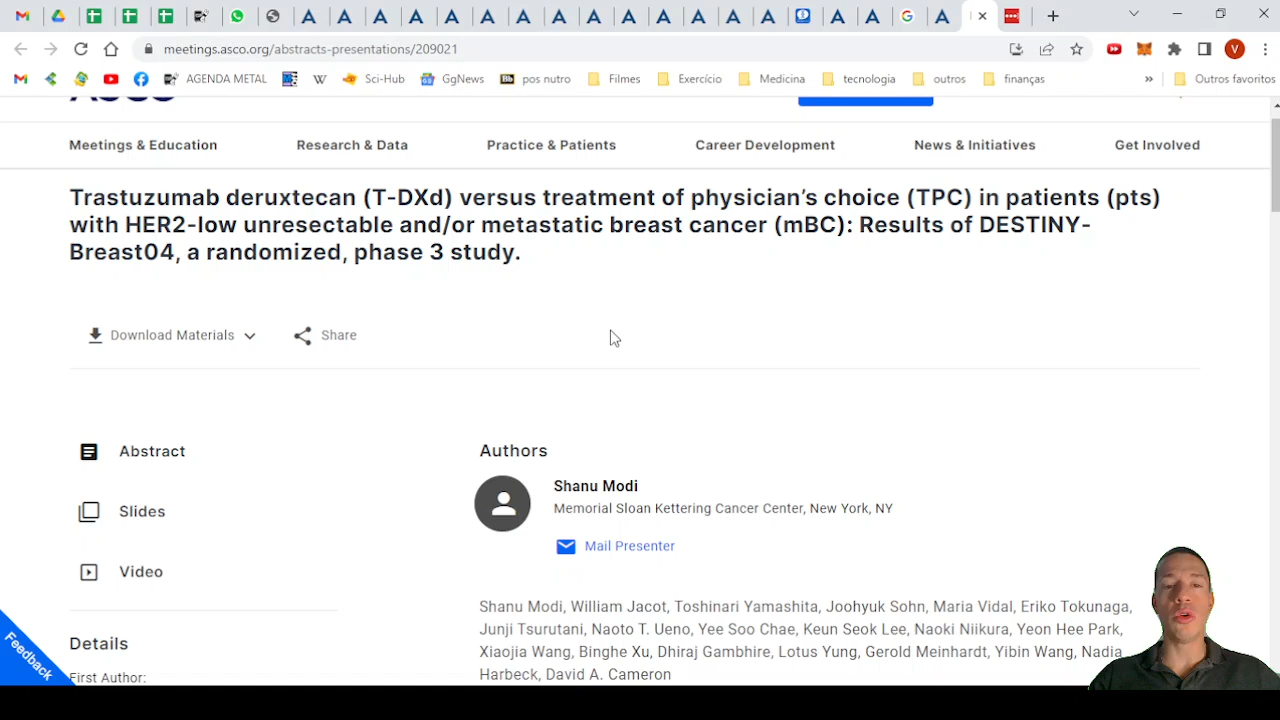 meetings.asco.org/abstracts-presentations/209021
AGENDA METAL
Sci-Hub
GgNews
Bb pos nutro
Filmes
Exercício
Medicina
tecnologia
outros
finanças
»
Outros favoritos
Meetings & Education
Research & Data
Practice & Patients
Career Development
News & Initiatives
Get Involved
Trastuzumab deruxtecan (T-DXd) versus treatment of physician’s choice (TPC) in patients (pts)
with HER2-low unresectable and/or metastatic breast cancer (mBC): Results of DESTINY-
Breast04, a randomized, phase 3 study.
Download Materials
Share
Abstract
Slides
Video
Details
First Author:
Feedback
Authors
Shanu Modi
Memorial Sloan Kettering Cancer Center, New York, NY
Mail Presenter
Shanu Modi, William Jacot, Toshinari Yamashita, Joohyuk Sohn, Maria Vidal, Eriko Tokunaga,
Junji Tsurutani, Naoto T. Ueno, Yee Soo Chae, Keun Seok Lee, Naoki Niikura, Yeon Hee Park,
Xiaojia Wang, Binghe Xu, Dhiraj Gambhire, Lotus Yung, Gerold Meinhardt, Yibin Wang, Nadia
Harbeck, David A. Cameron